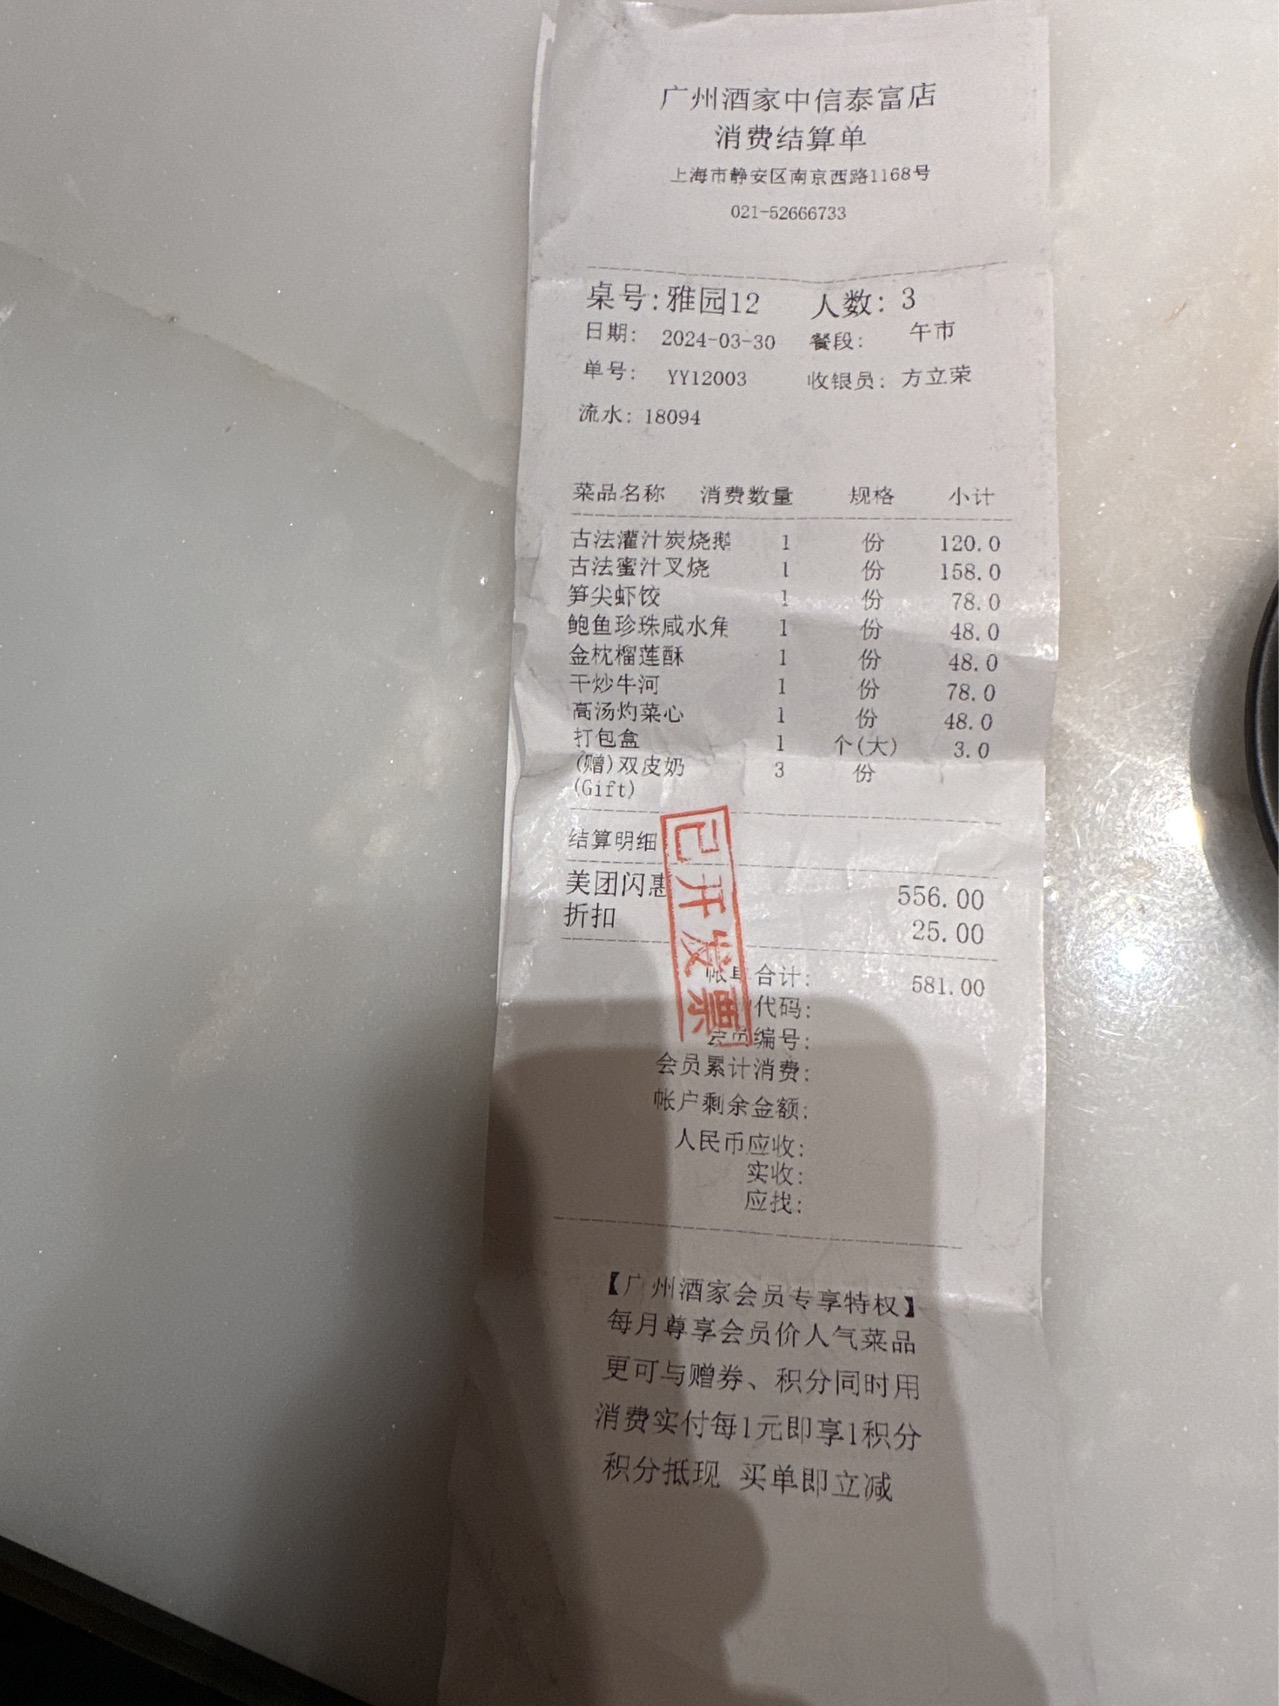 广州酒家中信泰富店
消费结算单
上海市静安区南京西路1168号
021-52666733
桌号:雅园12 人数: 3
日期: 2024-03-30 餐段: 午市
单号: YY12003 收银员: 方立荣
流水: 18094
菜品名称 消费数量 规格 小计
古法灌汁炭烧鹅 1 份 120.0
古法蜜汁叉烧 1 份 158.0
笋尖虾饺 1 份 78.0
鲍鱼珍珠咸水角 1 份 48.0
金枕榴莲酥 1 份 48.0
干炒牛河 1 份 78.0
高汤灼菜心 1 份 48.0
打包盒 1 个(大) 3.0
(赠)双皮奶 3 份
(Gift)
结算明细
美团闪惠 556.00
折扣 25.00
已开发票
帐单合计: 581.00
代码:
会员编号:
会员累计消费:
帐户剩余金额:
人民币应收:
实收:
应找:
【广州酒家会员专享特权】
每月尊享会员价人气菜品
更可与赠券、积分同时用
消费实付每1元即享1积分
积分抵现 买单即立减